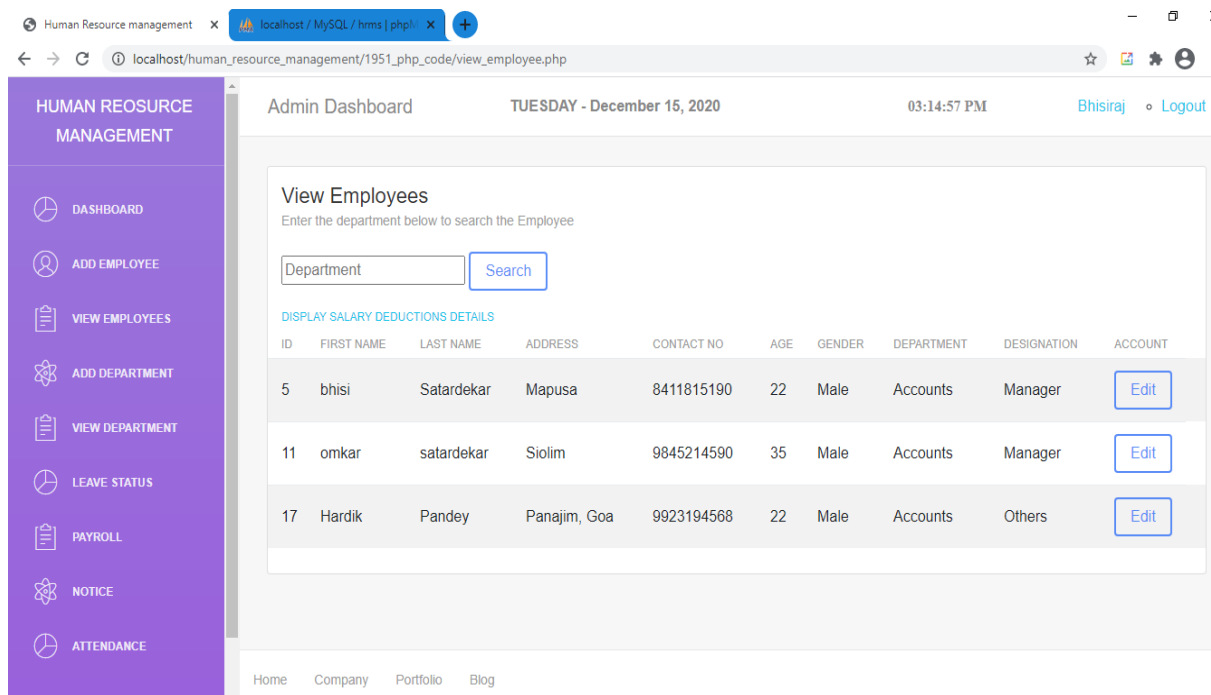 Human Resource management
localhost / MySQL / hrms | phpM
localhost/human_resource_management/1951_php_code/view_employee.php
HUMAN REOSURCE
MANAGEMENT
DASHBOARD
ADD EMPLOYEE
VIEW EMPLOYEES
ADD DEPARTMENT
VIEW DEPARTMENT
LEAVE STATUS
PAYROLL
NOTICE
ATTENDANCE
Admin Dashboard TUESDAY - December 15, 2020 03:14:57 PM Bhisiraj Logout
View Employees
Enter the department below to search the Employee
Department Search
DISPLAY SALARY DEDUCTIONS DETAILS
ID FIRST NAME LAST NAME ADDRESS CONTACT NO AGE GENDER DEPARTMENT DESIGNATION ACCOUNT
5 bhisi Satardekar Mapusa 8411815190 22 Male Accounts Manager Edit
11 omkar satardekar Siolim 9845214590 35 Male Accounts Manager Edit
17 Hardik Pandey Panajim, Goa 9923194568 22 Male Accounts Others Edit
Home Company Portfolio Blog